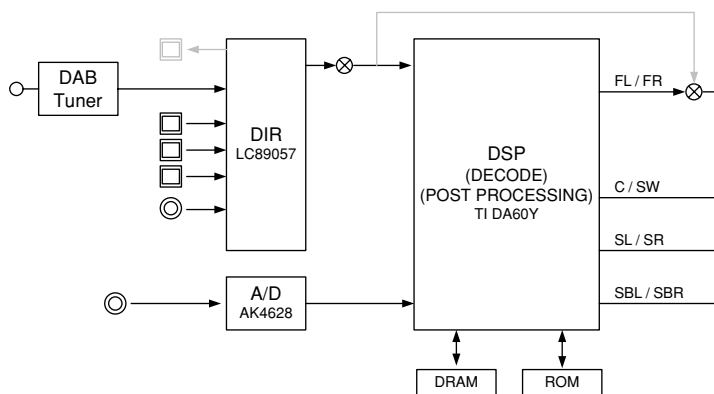 DAB
Tuner
DIR
LC89057
DSP
(DECODE)
(POST PROCESSING)
TI DA60Y
FL / FR
C / SW
SL / SR
SBL / SBR
A/D
AK4628
DRAM
ROM